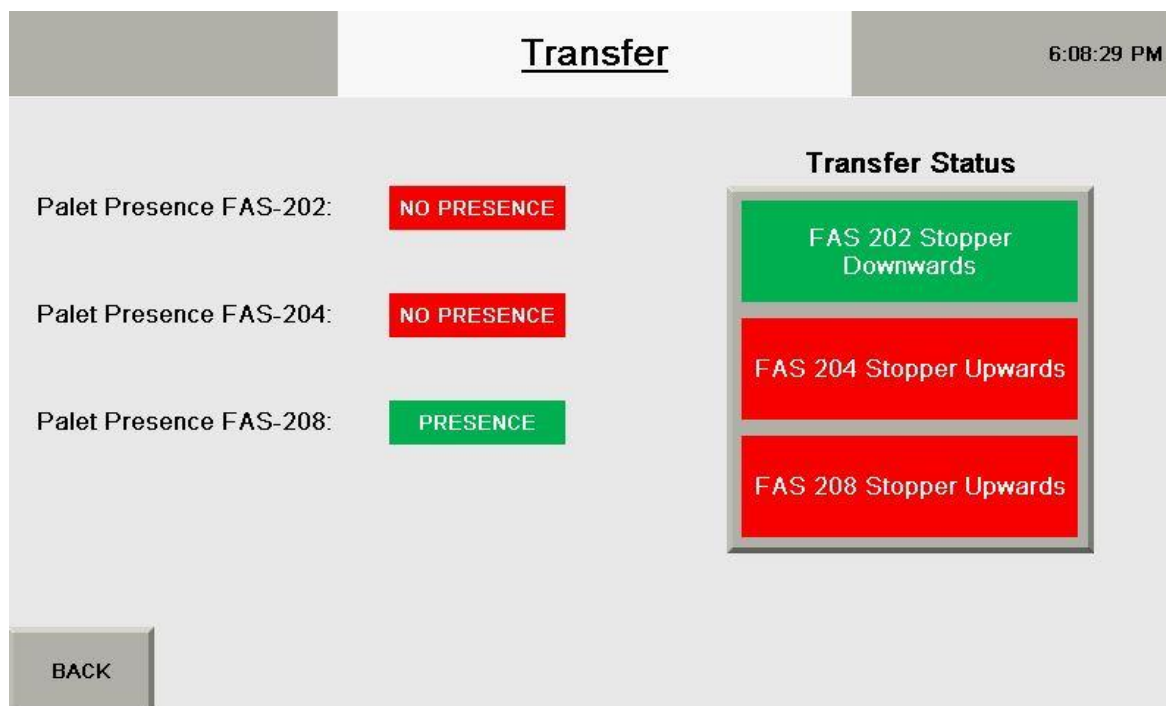 Transfer
6:08:29 PM
Transfer Status
Palet Presence FAS-202:
NO PRESENCE
FAS 202 Stopper
Downwards
Palet Presence FAS-204:
NO PRESENCE
FAS 204 Stopper Upwards
Palet Presence FAS-208:
PRESENCE
FAS 208 Stopper Upwards
BACK